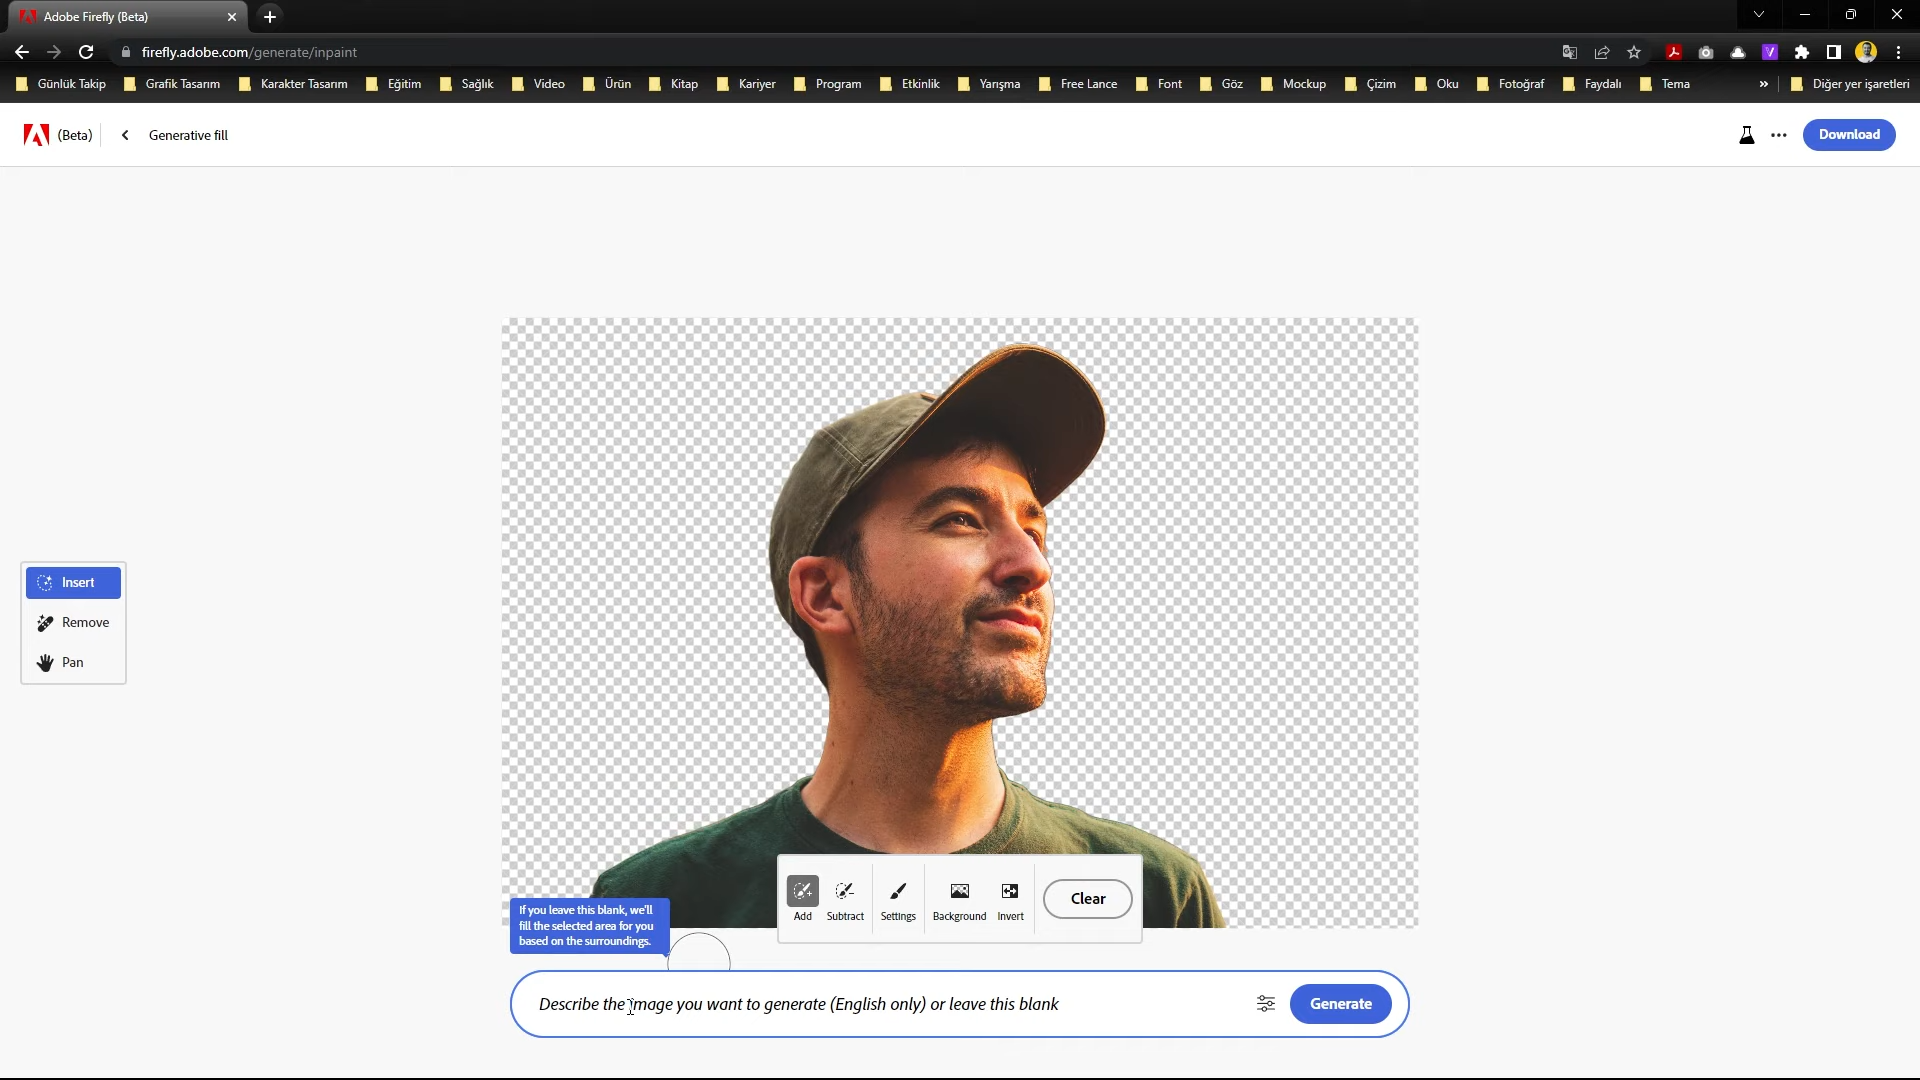 Adobe Firefly (Beta)
firefly.adobe.com/generate/inpaint
Günlük Takip Grafik Tasarım Karakter Tasarım Eğitim Sağlık Video Ürün Kitap Kariyer Program Etkinlik Yarışma Free Lance Font Göz Mockup Çizim Oku Fotoğraf Faydalı Tema » Diğer yer işaretleri
(Beta) Generative fill Download
Insert
Remove
Pan
Add Subtract Settings Background Invert Clear
If you leave this blank, we'll
fill the selected area for you
based on the surroundings.
Describe the image you want to generate (English only) or leave this blank Generate